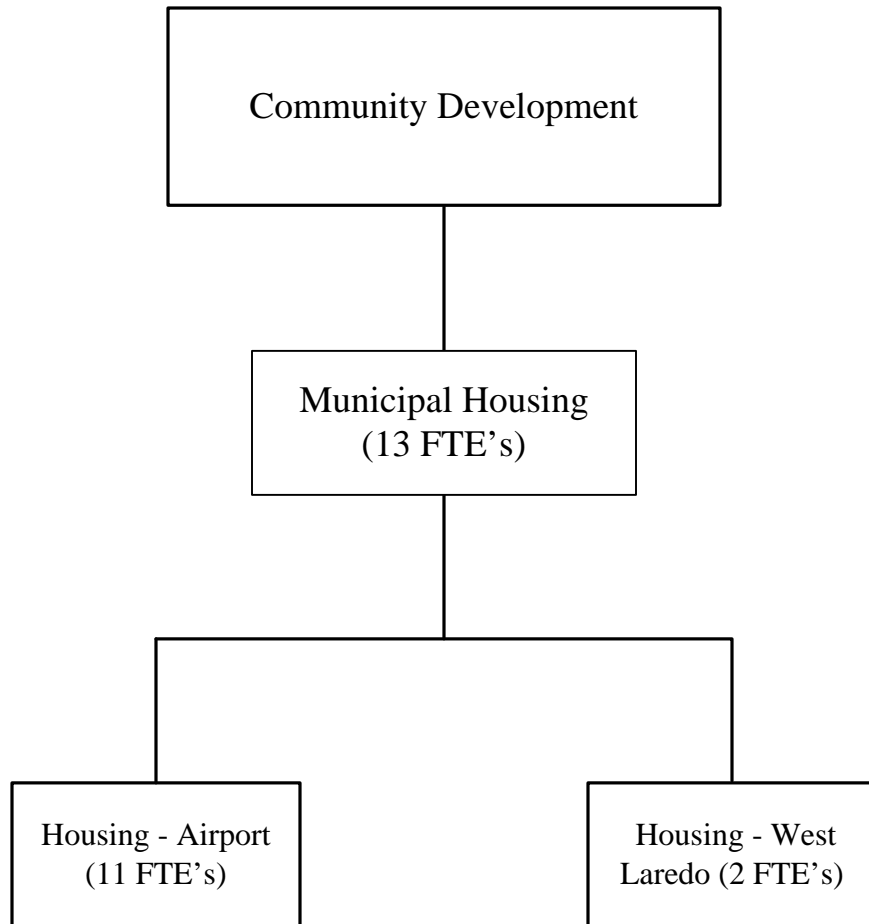 Community Development
Municipal Housing
(13 FTE’s)
Housing - Airport
(11 FTE’s)
Housing - West
Laredo (2 FTE’s)